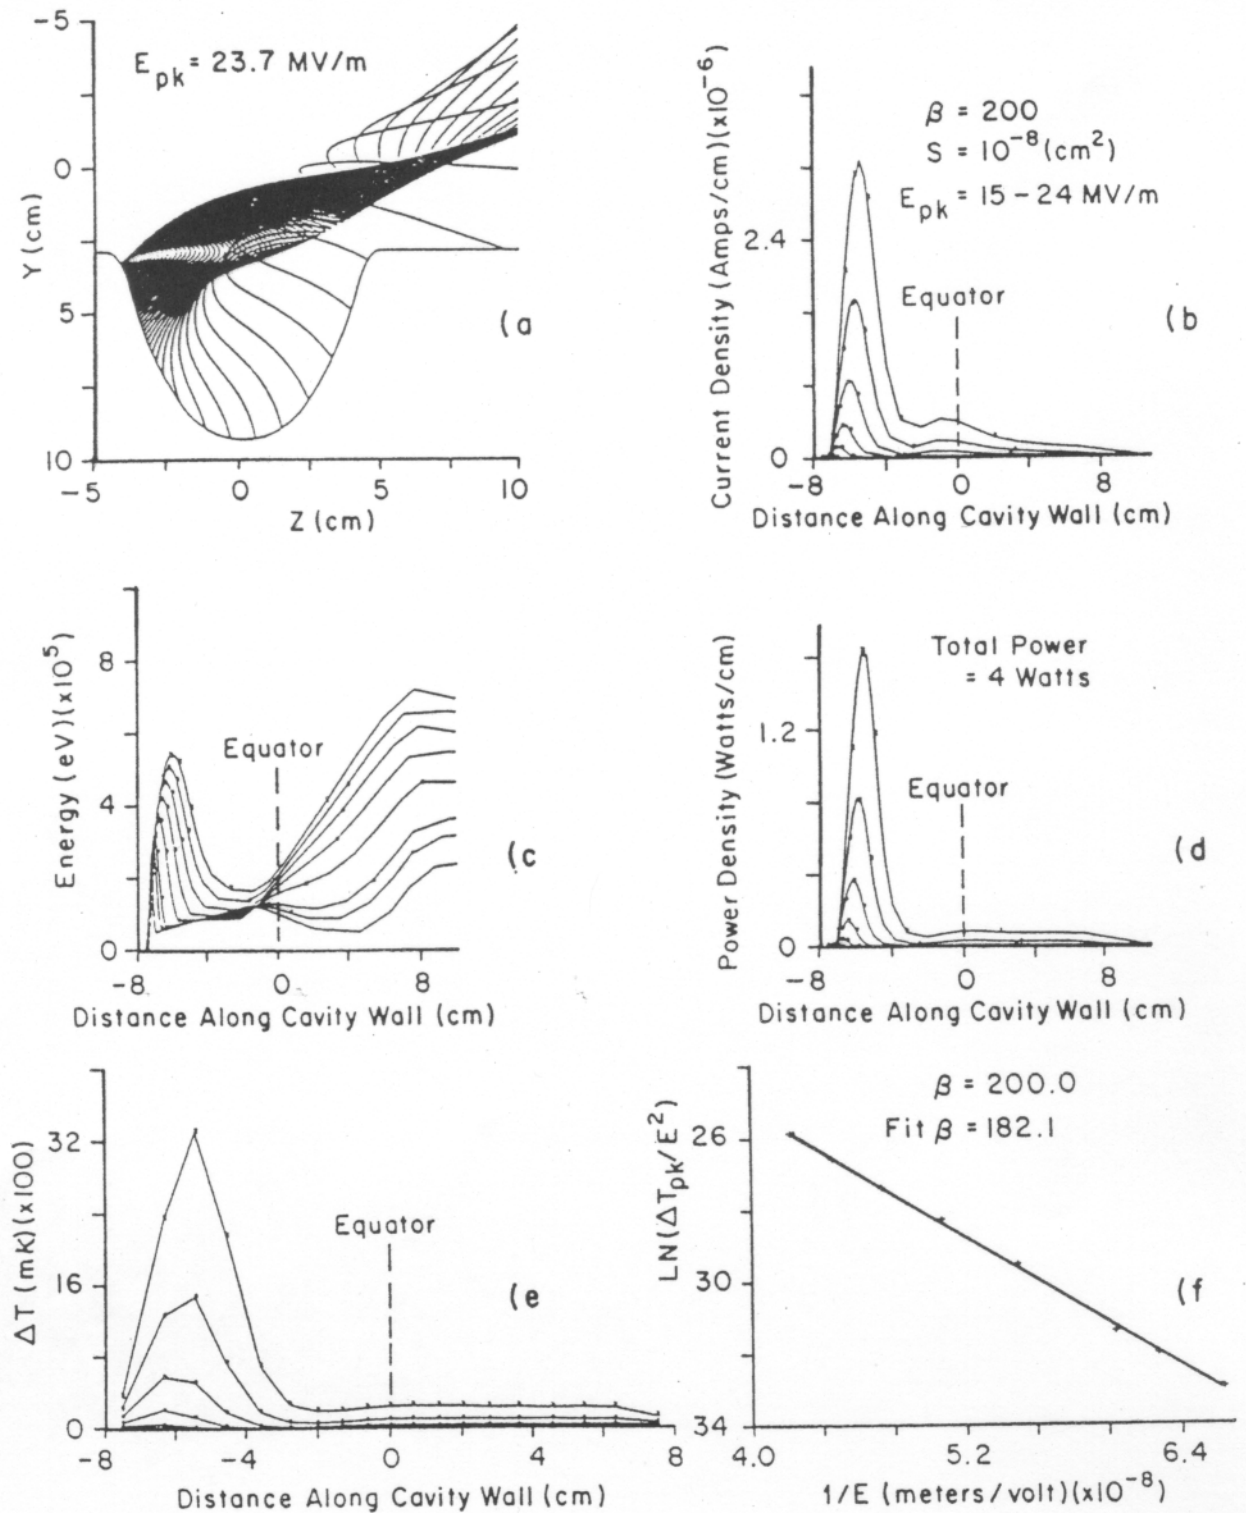 -5
0
5
10
Y (cm)
E pk = 23.7 MV/m
(a
-5 0 5 10
Z (cm)
Current Density (Amps/cm)(x10⁻⁶)
2.4
0
β = 200
S = 10⁻⁸ (cm²)
E pk = 15 – 24 MV/m
Equator
(b
-8 0 8
Distance Along Cavity Wall (cm)
Energy (eV)(x10⁵)
8
4
0
Equator
(c
-8 0 8
Distance Along Cavity Wall (cm)
Power Density (Watts/cm)
1.2
0
Total Power
= 4 Watts
Equator
(d
-8 0 8
Distance Along Cavity Wall (cm)
ΔT (mK)(x100)
32
16
0
Equator
(e
-8 -4 0 4 8
Distance Along Cavity Wall (cm)
LN(ΔTpk/E²)
26
30
34
β = 200.0
Fit β = 182.1
(f
4.0 5.2 6.4
1/E (meters/volt)(x10⁻⁸)